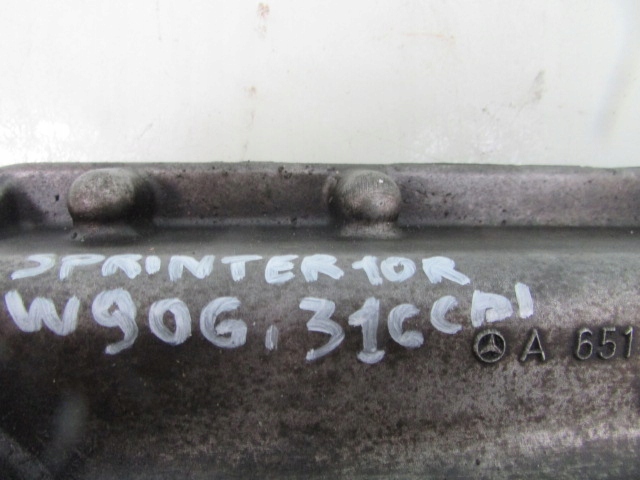 SPRINTER 10R
W906, 316CDI
A 651